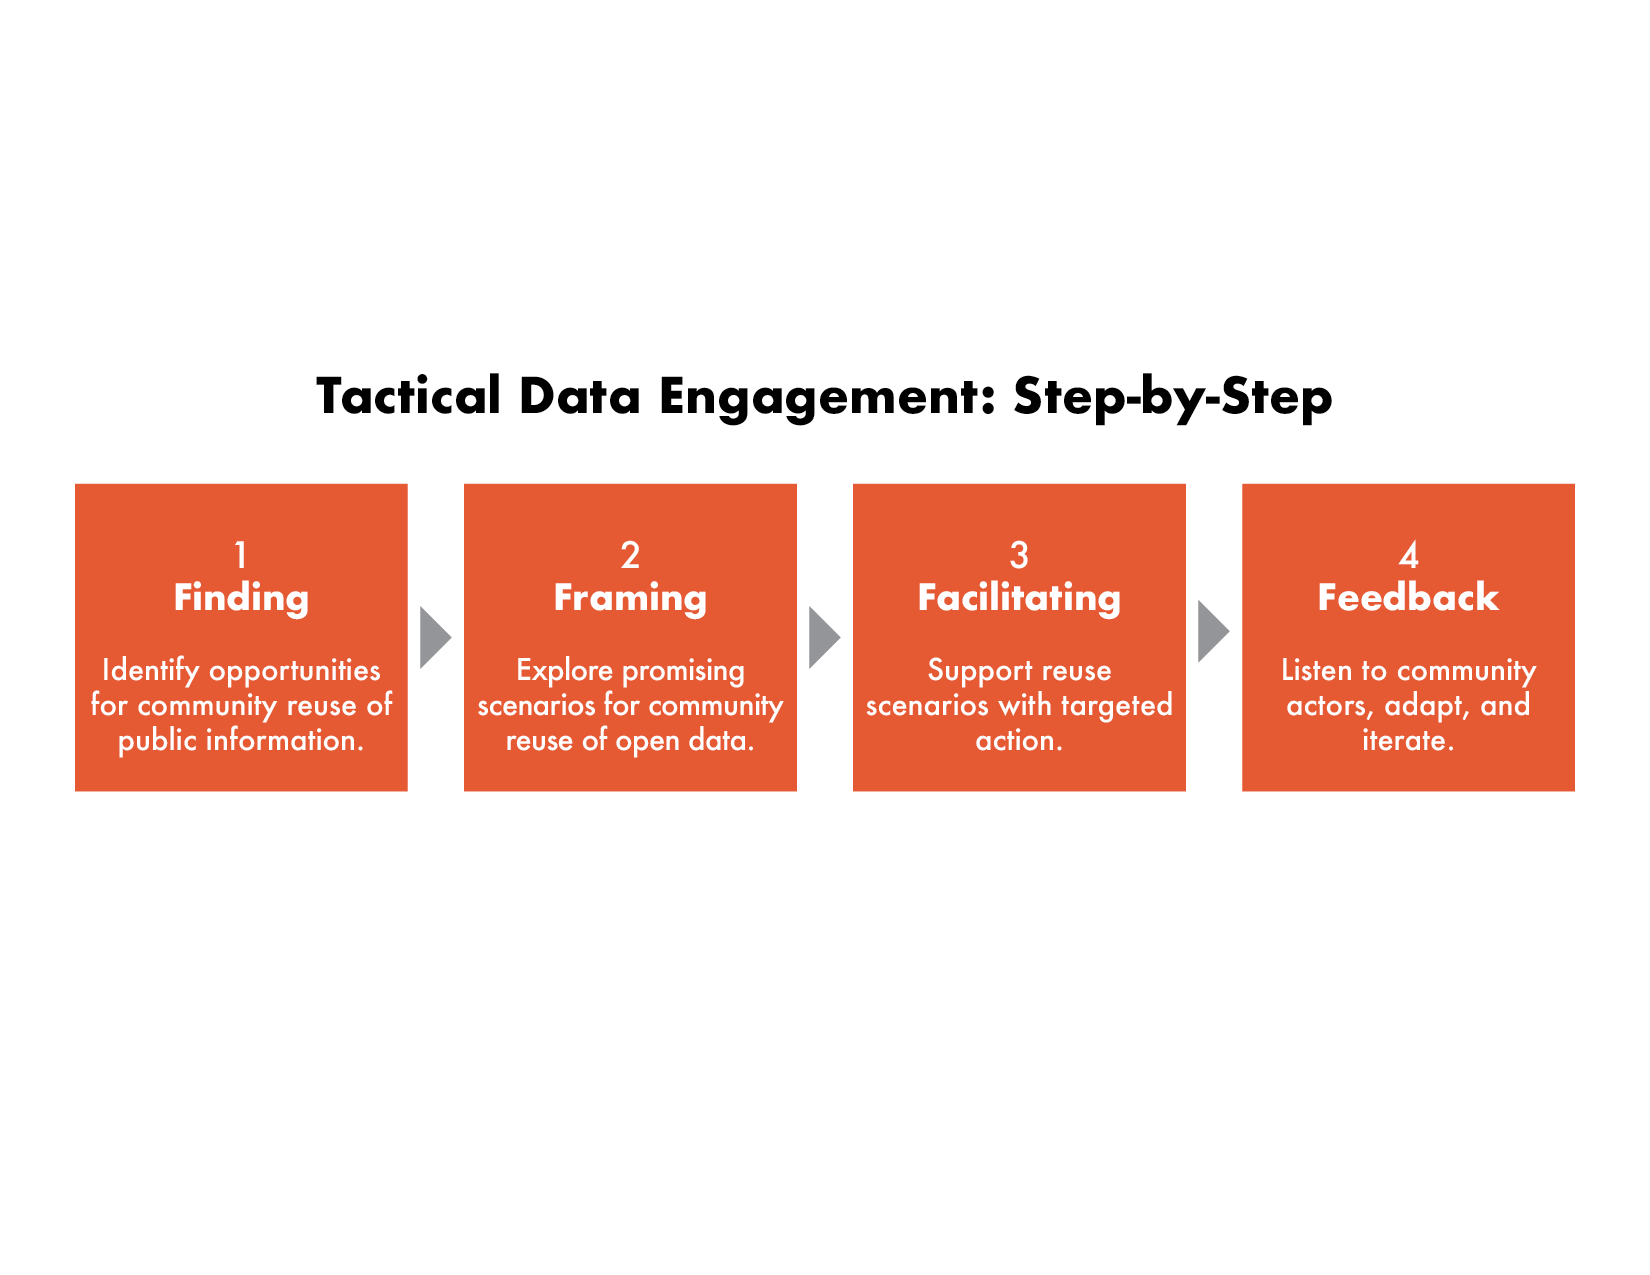 Tactical Data Engagement: Step-by-Step
1
Finding
Identify opportunities
for community reuse of
public information.
2
Framing
Explore promising
scenarios for community
reuse of open data.
3
Facilitating
Support reuse
scenarios with targeted
action.
4
Feedback
Listen to community
actors, adapt, and
iterate.